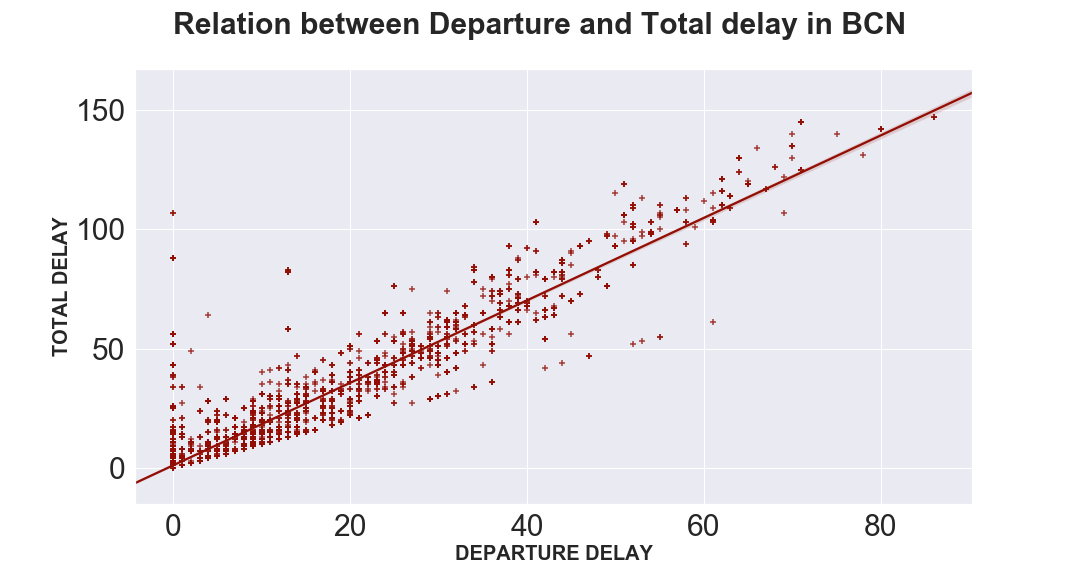 Relation between Departure and Total delay in BCN
TOTAL DELAY
150
100
50
0
0 20 40 60 80
DEPARTURE DELAY